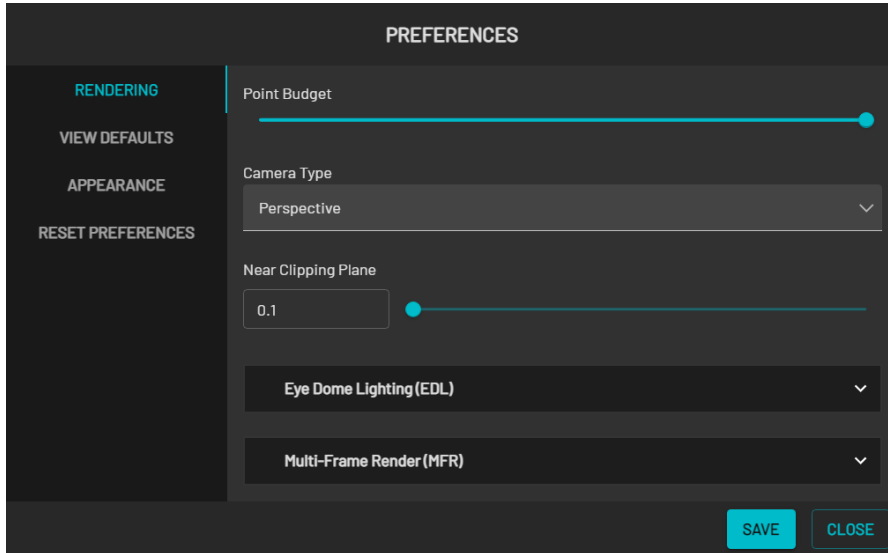 PREFERENCES
RENDERING
VIEW DEFAULTS
APPEARANCE
RESET PREFERENCES
Point Budget
Camera Type
Perspective
Near Clipping Plane
0.1
Eye Dome Lighting (EDL)
Multi-Frame Render (MFR)
SAVE
CLOSE